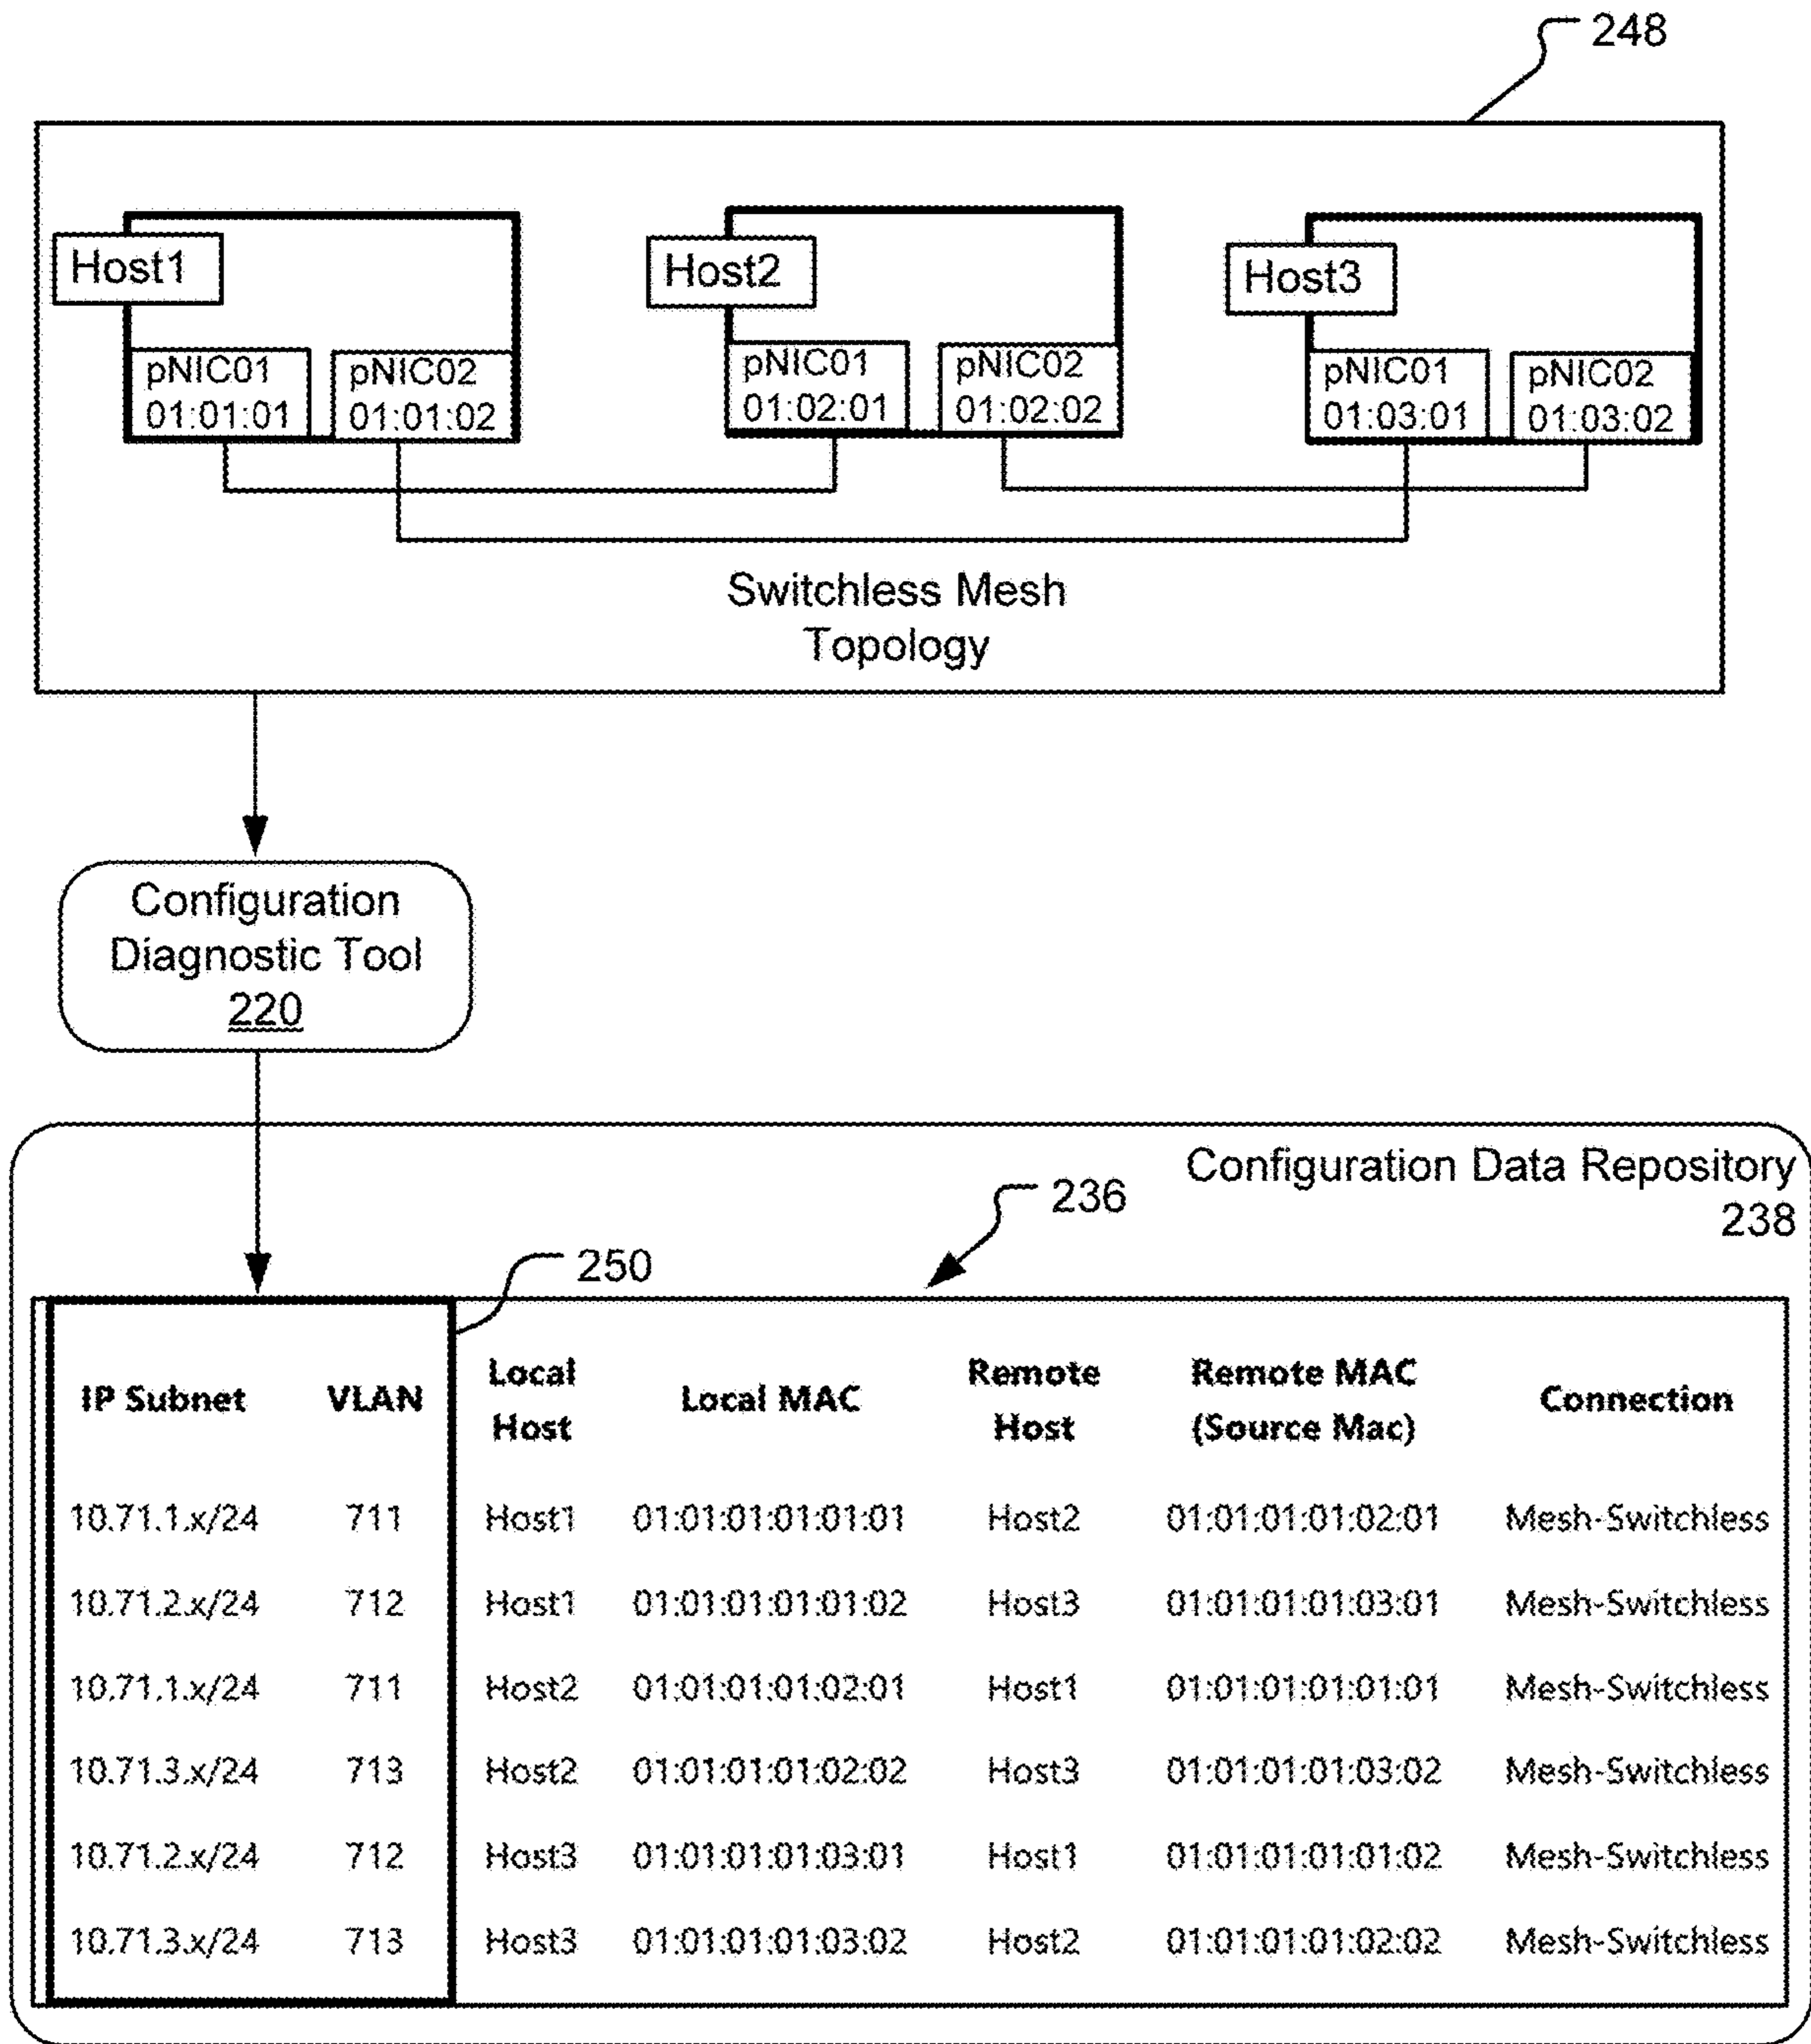 248
Host1
Host2
Host3
pNIC01
01:01:01
pNIC02
01:01:02
pNIC01
01:02:01
pNIC02
01:02:02
pNIC01
01:03:01
pNIC02
01:03:02
Switchless Mesh
Topology
Configuration
Diagnostic Tool
220
Configuration Data Repository
238
236
250
IP Subnet VLAN Local Host Local MAC Remote Host Remote MAC (Source Mac) Connection
10.71.1.x/24 711 Host1 01:01:01:01:01:01 Host2 01:01:01:01:02:01 Mesh-Switchless
10.71.2.x/24 712 Host1 01:01:01:01:01:02 Host3 01:01:01:01:03:01 Mesh-Switchless
10.71.1.x/24 711 Host2 01:01:01:01:02:01 Host1 01:01:01:01:01:01 Mesh-Switchless
10.71.3.x/24 713 Host2 01:01:01:01:02:02 Host3 01:01:01:01:03:02 Mesh-Switchless
10.71.2.x/24 712 Host3 01:01:01:01:03:01 Host1 01:01:01:01:01:02 Mesh-Switchless
10.71.3.x/24 713 Host3 01:01:01:01:03:02 Host2 01:01:01:01:02:02 Mesh-Switchless